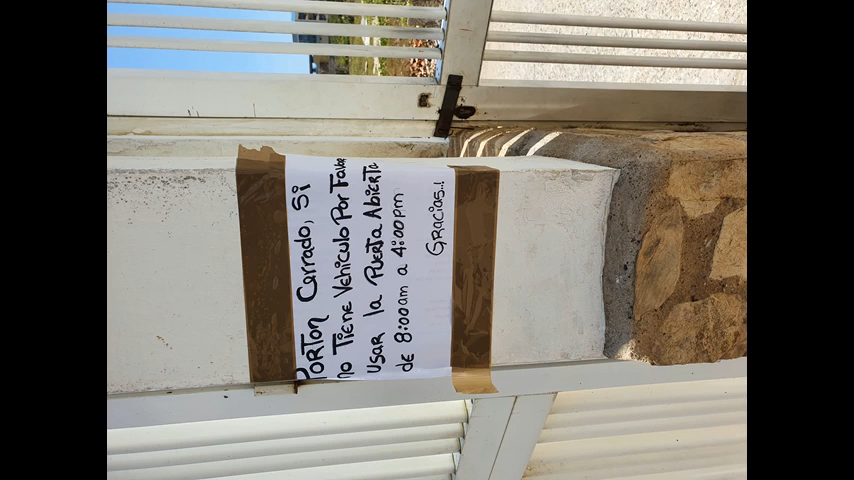 PORTON Cerrado, Si
no Tiene Vehiculo Por Favor
usar la Puerta Abierta
de 8:00am a 4:00pm
Gracias..!